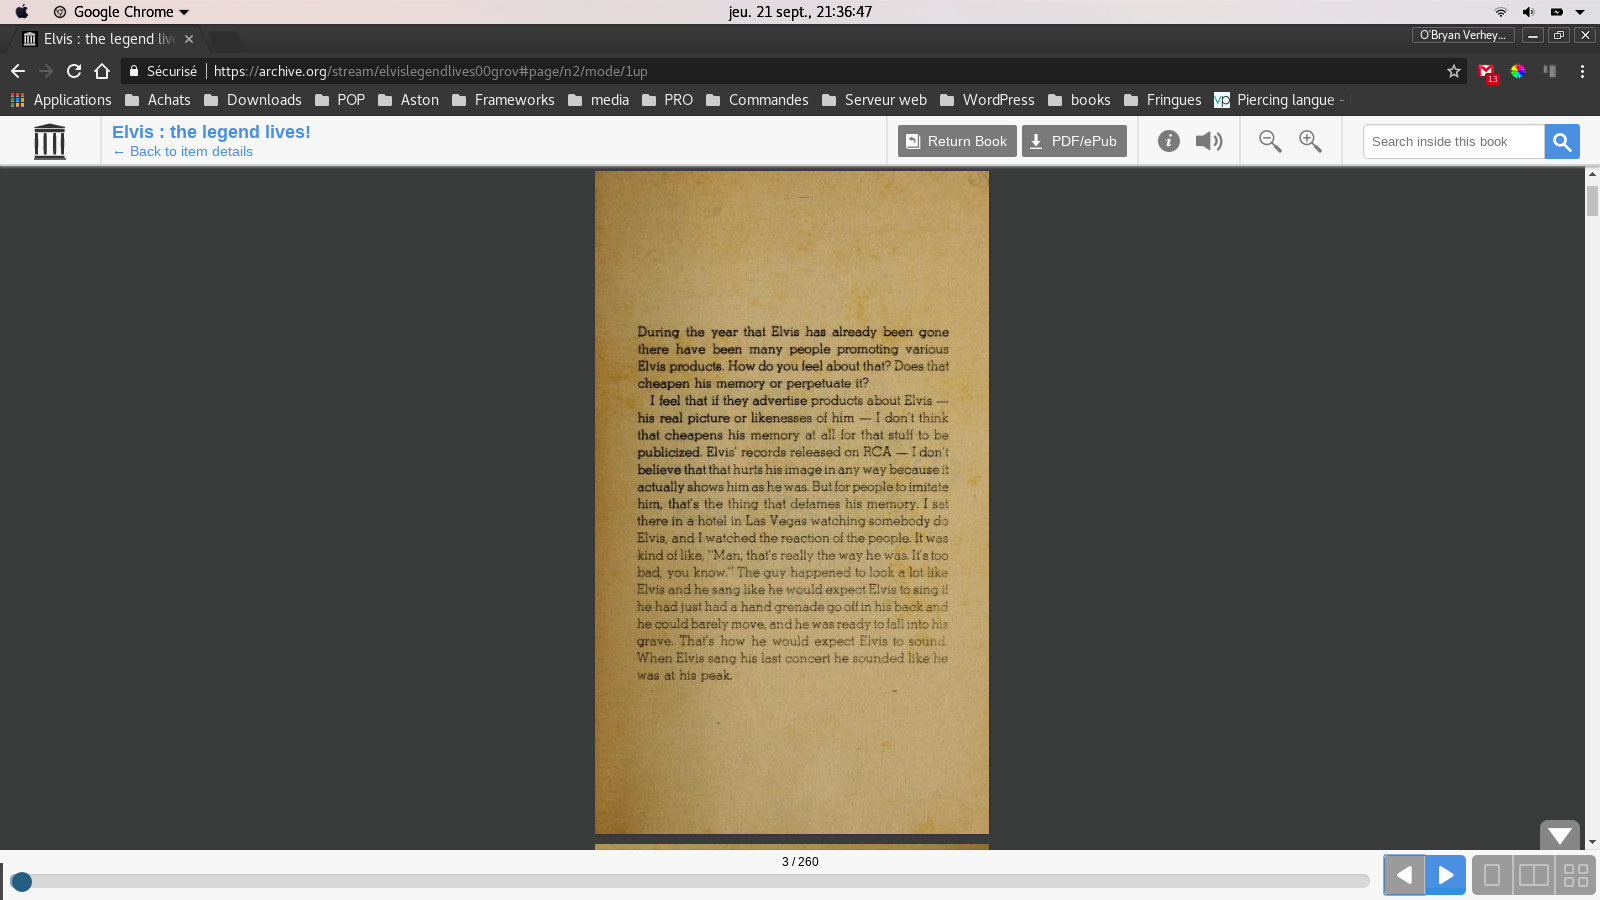 Google Chrome
jeu. 21 sept., 21:36:47
Elvis : the legend liv
O'Bryan Verhey...
Sécurisé
https://archive.org/stream/elvislegendlives00grov#page/n2/mode/1up
13
Applications Achats Downloads POP Aston Frameworks media PRO Commandes Serveur web WordPress books Fringues vp Piercing langue -
Elvis : the legend lives!
← Back to item details
Return Book
PDF/ePub
Search inside this book
During the year that Elvis has already been gone
there have been many people promoting various
Elvis products. How do you feel about that? Does that
cheapen his memory or perpetuate it?
I feel that if they advertise products about Elvis —
his real picture or likenesses of him — I don't think
that cheapens his memory at all for that stuff to be
publicized. Elvis' records released on RCA — I don't
believe that that hurts his image in any way because it
actually shows him as he was. But for people to imitate
him, that's the thing that defames his memory. I sat
there in a hotel in Las Vegas watching somebody do
Elvis, and I watched the reaction of the people. It was
kind of like, "Man, that's really the way he was. It's too
bad, you know." The guy happened to look a lot like
Elvis and he sang like he would expect Elvis to sing if
he had just had a hand grenade go off in his back and
he could barely move, and he was ready to fall into his
grave. That's how he would expect Elvis to sound.
When Elvis sang his last concert he sounded like he
was at his peak.
3 / 260